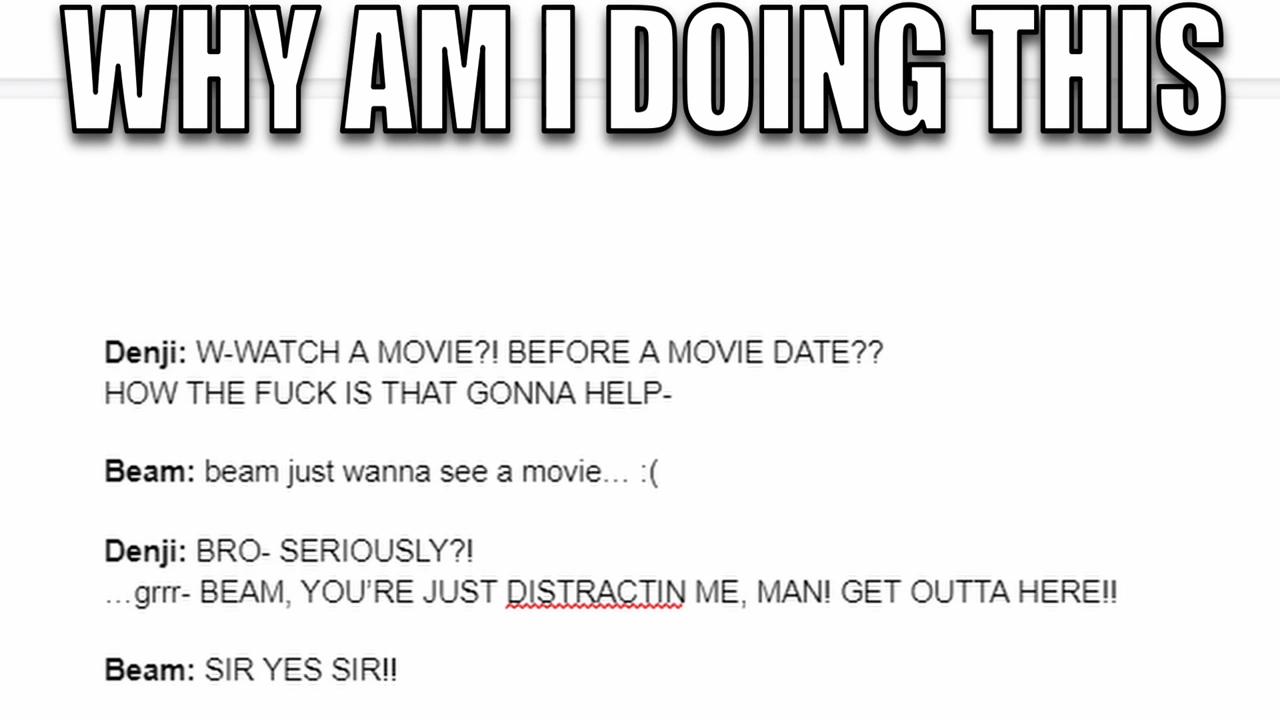 WHY AM I DOING THIS
Denji: W-WATCH A MOVIE?! BEFORE A MOVIE DATE??
HOW THE FUCK IS THAT GONNA HELP-
Beam: beam just wanna see a movie... :(
Denji: BRO- SERIOUSLY?!
...grrr- BEAM, YOU'RE JUST DISTRACTIN ME, MAN! GET OUTTA HERE!!
Beam: SIR YES SIR!!